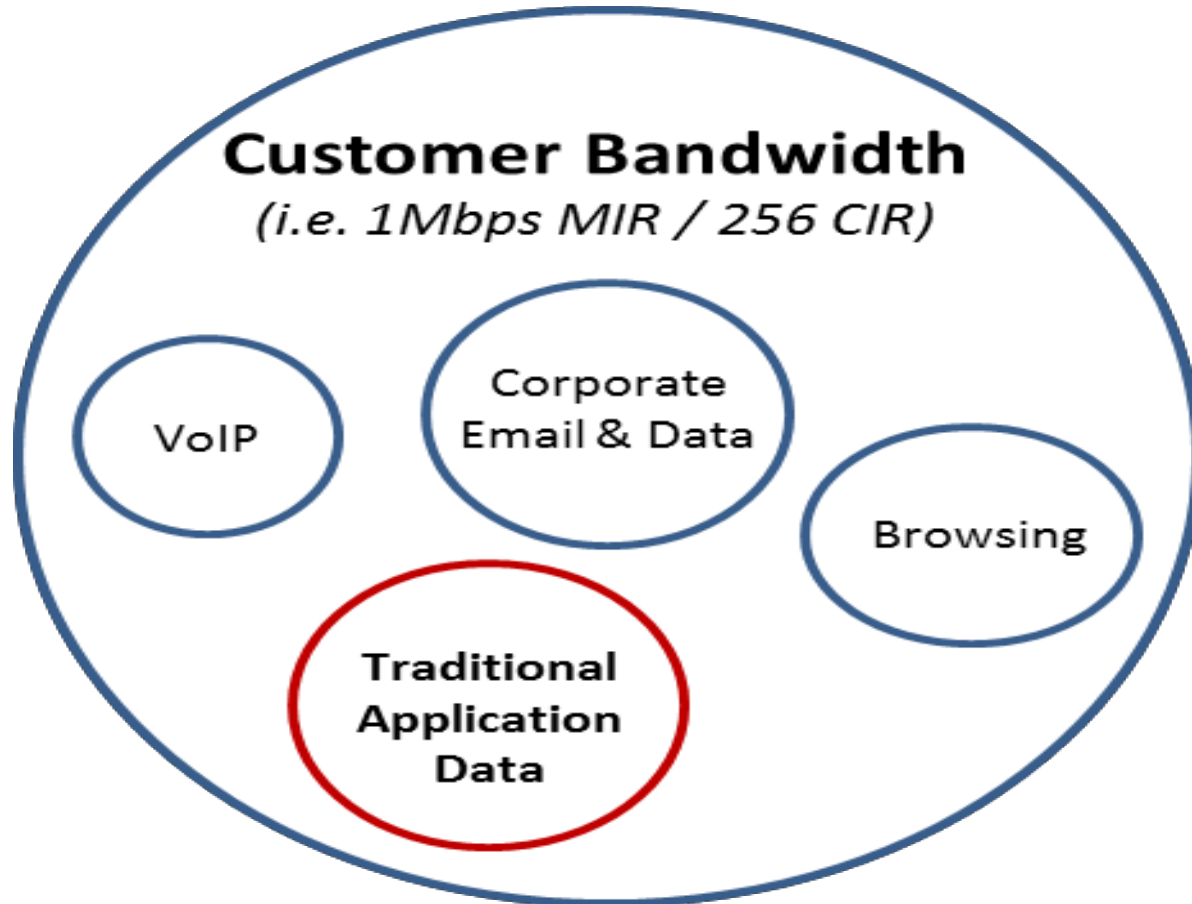 Customer Bandwidth
(i.e. 1Mbps MIR / 256 CIR)
VoIP
Corporate
Email & Data
Browsing
Traditional
Application
Data